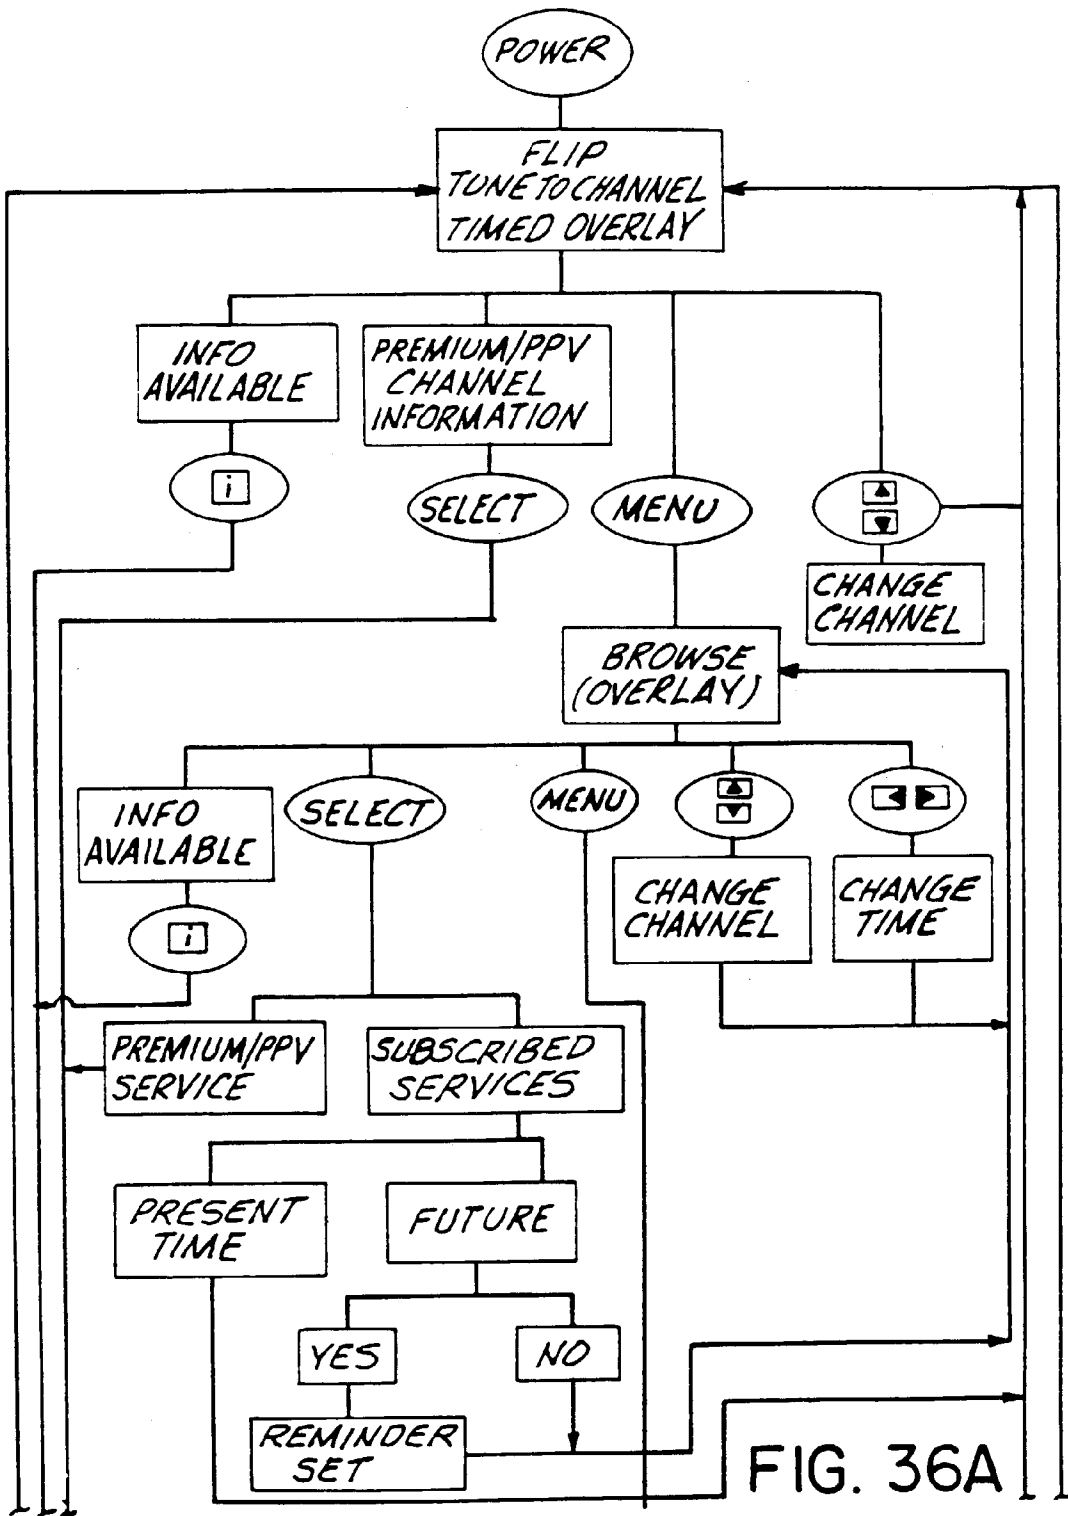 POWER
FLIP
TUNE TO CHANNEL
TIMED OVERLAY
INFO
AVAILABLE
PREMIUM/PPV
CHANNEL
INFORMATION
i
SELECT
MENU
▲
▼
CHANGE
CHANNEL
BROWSE
(OVERLAY)
INFO
AVAILABLE
SELECT
MENU
▲
▼
◀ ▶
CHANGE
CHANNEL
CHANGE
TIME
i
PREMIUM/PPV
SERVICE
SUBSCRIBED
SERVICES
PRESENT
TIME
FUTURE
YES
NO
REMINDER
SET
FIG. 36A